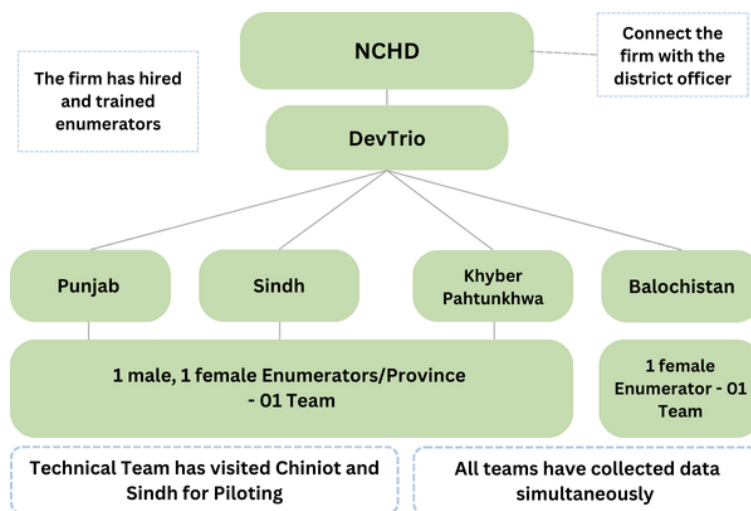 NCHD
Connect the
firm with the
district officer
The firm has hired
and trained
enumerators
DevTrio
Punjab
Sindh
Khyber
Pahtunkhwa
Balochistan
1 male, 1 female Enumerators/Province
- 01 Team
1 female
Enumerator - 01
Team
Technical Team has visited Chiniot and
Sindh for Piloting
All teams have collected data
simultaneously